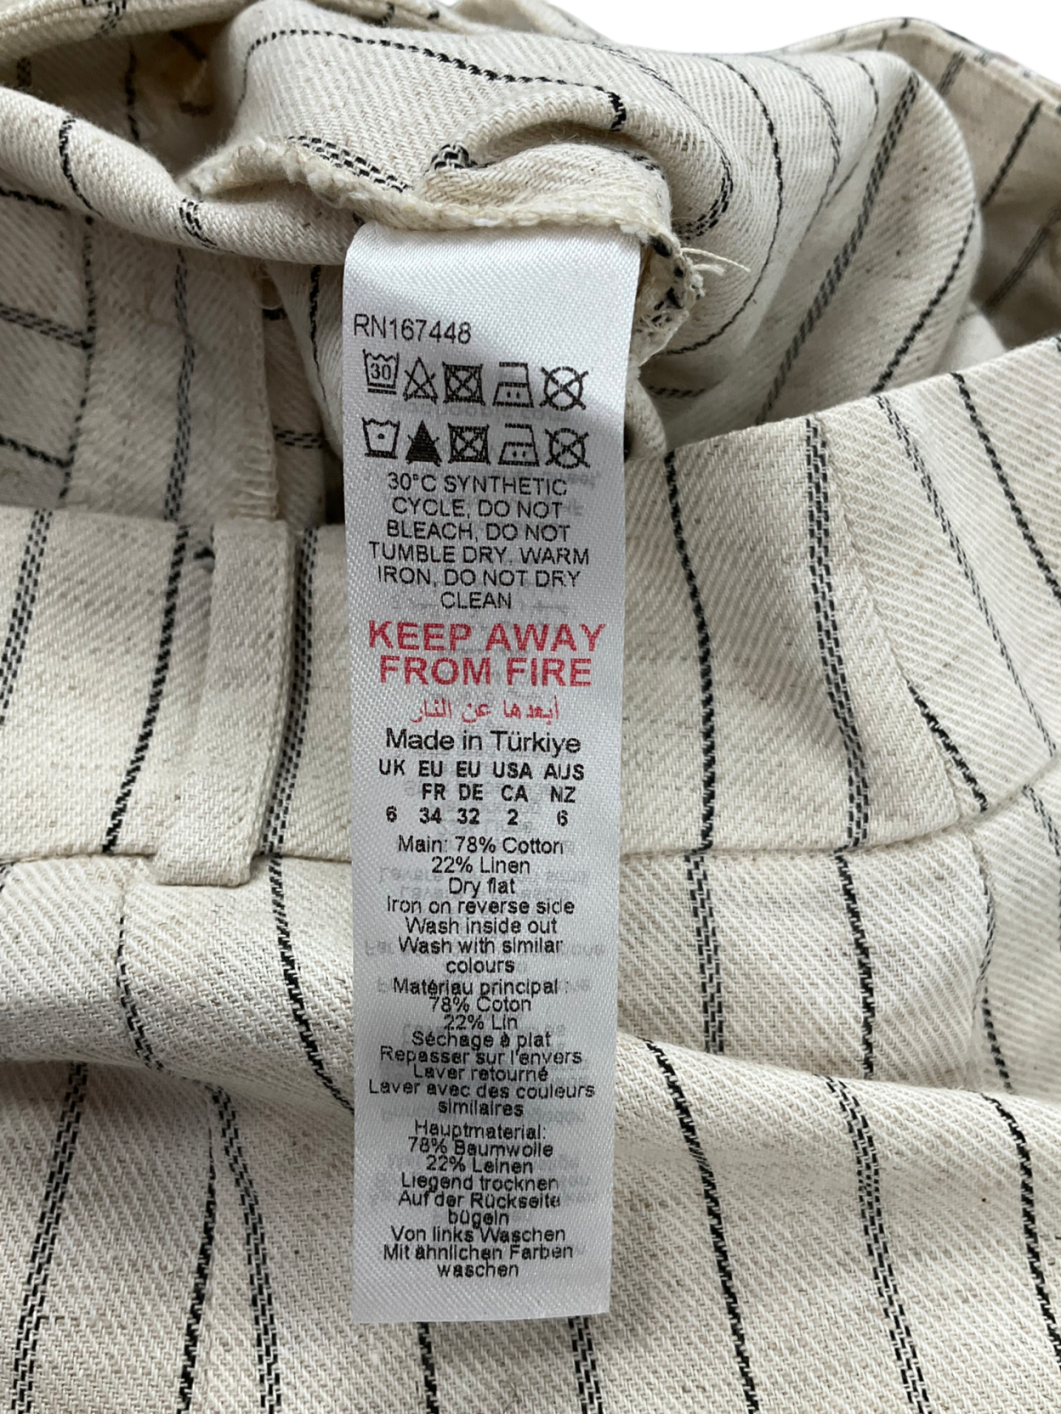 RN167448
30
30°C SYNTHETIC
CYCLE, DO NOT
BLEACH, DO NOT
TUMBLE DRY, WARM
IRON, DO NOT DRY
CLEAN
KEEP AWAY
FROM FIRE
أبعدها عن النار
Made in Türkiye
UK EU EU USA AUS
FR DE CA NZ
6 34 32 2 6
Main: 78% Cotton
22% Linen
Dry flat
Iron on reverse side
Wash inside out
Wash with similar
colours
Matériau principal :
78% Coton
22% Lin
Séchage à plat
Repasser sur l'envers
Laver retourné
Laver avec des couleurs
similaires
Hauptmaterial:
78% Baumwolle
22% Leinen
Liegend trocknen
Auf der Rückseite
bügeln
Von links Waschen
Mit ähnlichen Farben
waschen